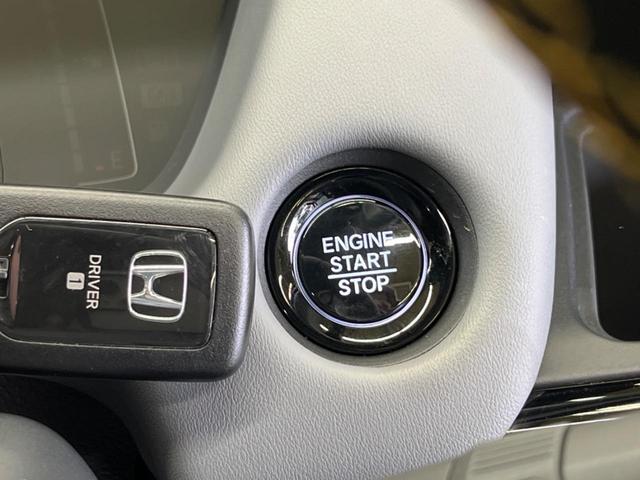 E
DRIVER
1
ENGINE
START
STOP